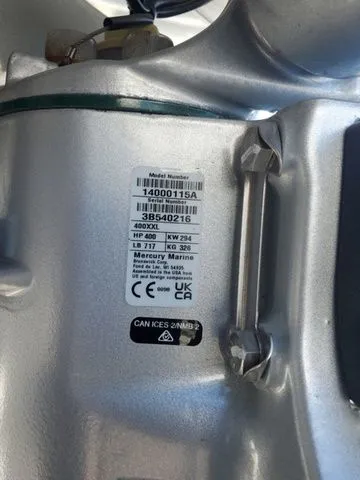 Model Number
14000115A
Serial Number
3B540216
400XXL
HP 400 KW 294
LB 717 KG 326
Mercury Marine
Brunswick Corp.
Fond du Lac, WI 54935
Assembled in the USA from
US and foreign components
CE 0098 UK
CA
CAN ICES-2/NMB-2